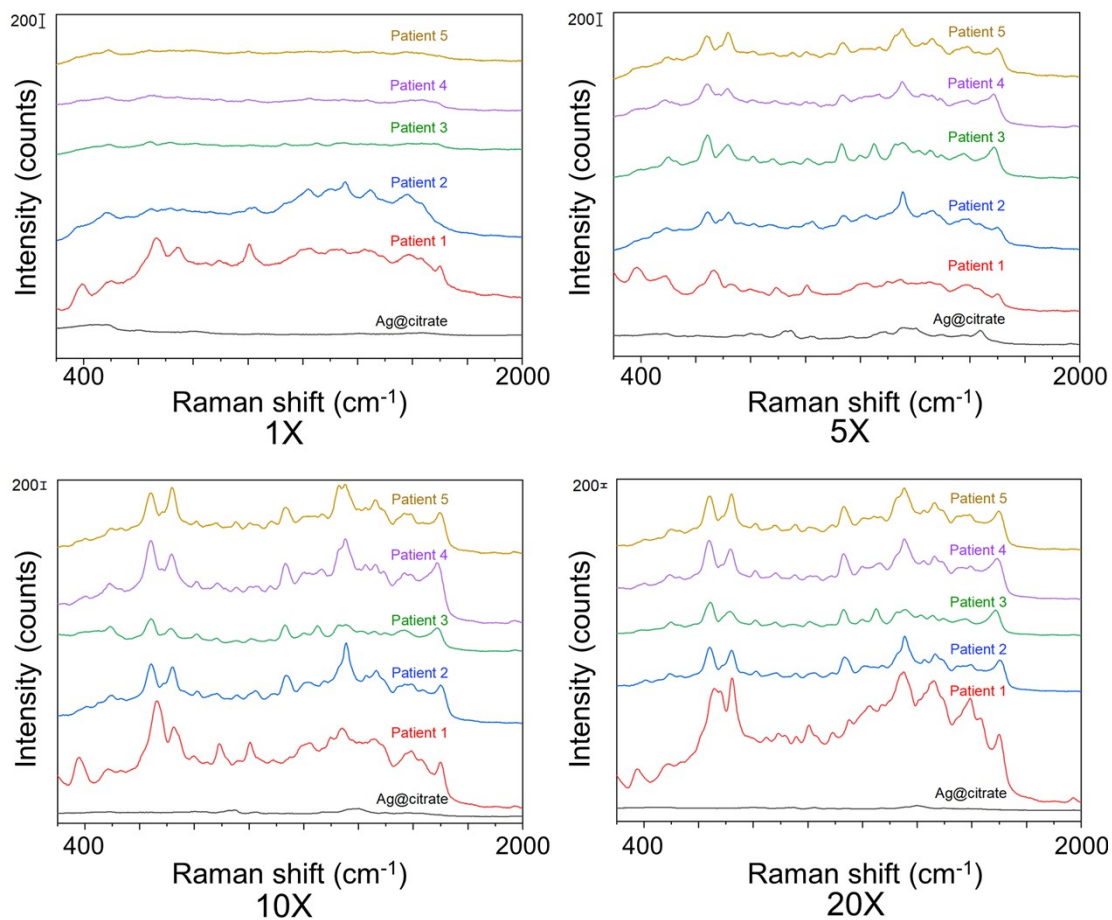 200
Intensity (counts)
Patient 5
Patient 4
Patient 3
Patient 2
Patient 1
Ag@citrate
400
2000
Raman shift (cm⁻¹)
1X
200
Intensity (counts)
Patient 5
Patient 4
Patient 3
Patient 2
Patient 1
Ag@citrate
400
2000
Raman shift (cm⁻¹)
5X
200
Intensity (counts)
Patient 5
Patient 4
Patient 3
Patient 2
Patient 1
Ag@citrate
400
2000
Raman shift (cm⁻¹)
10X
200
Intensity (counts)
Patient 5
Patient 4
Patient 3
Patient 2
Patient 1
Ag@citrate
400
2000
Raman shift (cm⁻¹)
20X